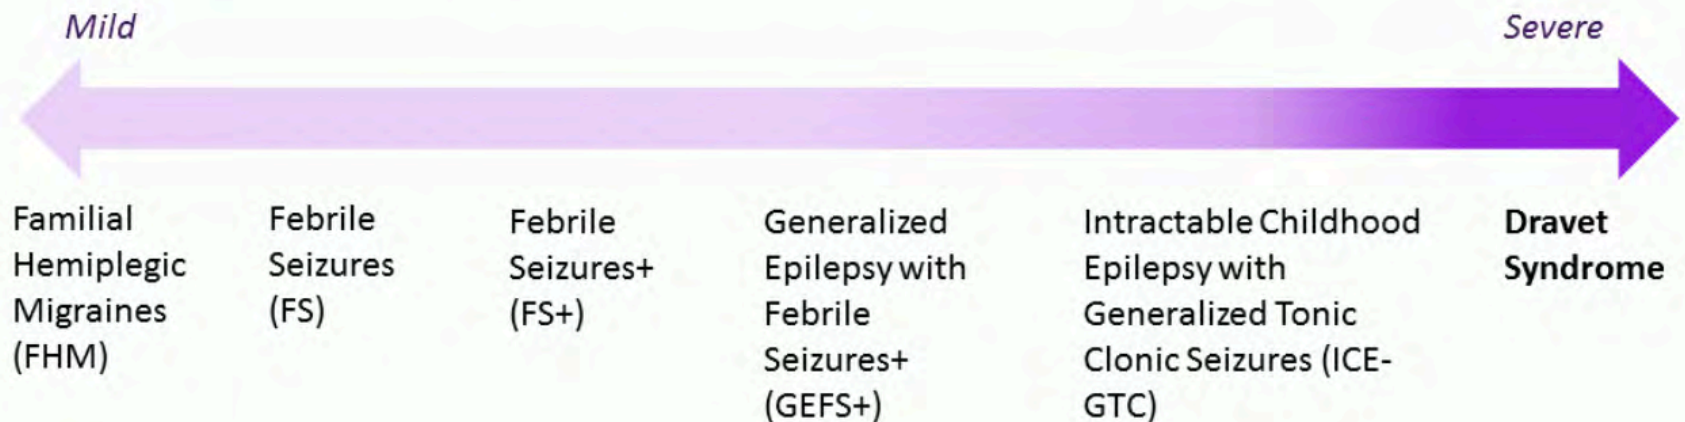 Mild
Severe
Familial
Hemiplegic
Migraines
(FHM)
Febrile
Seizures
(FS)
Febrile
Seizures+
(FS+)
Generalized
Epilepsy with
Febrile
Seizures+
(GEFS+)
Intractable Childhood
Epilepsy with
Generalized Tonic
Clonic Seizures (ICE-
GTC)
Dravet
Syndrome